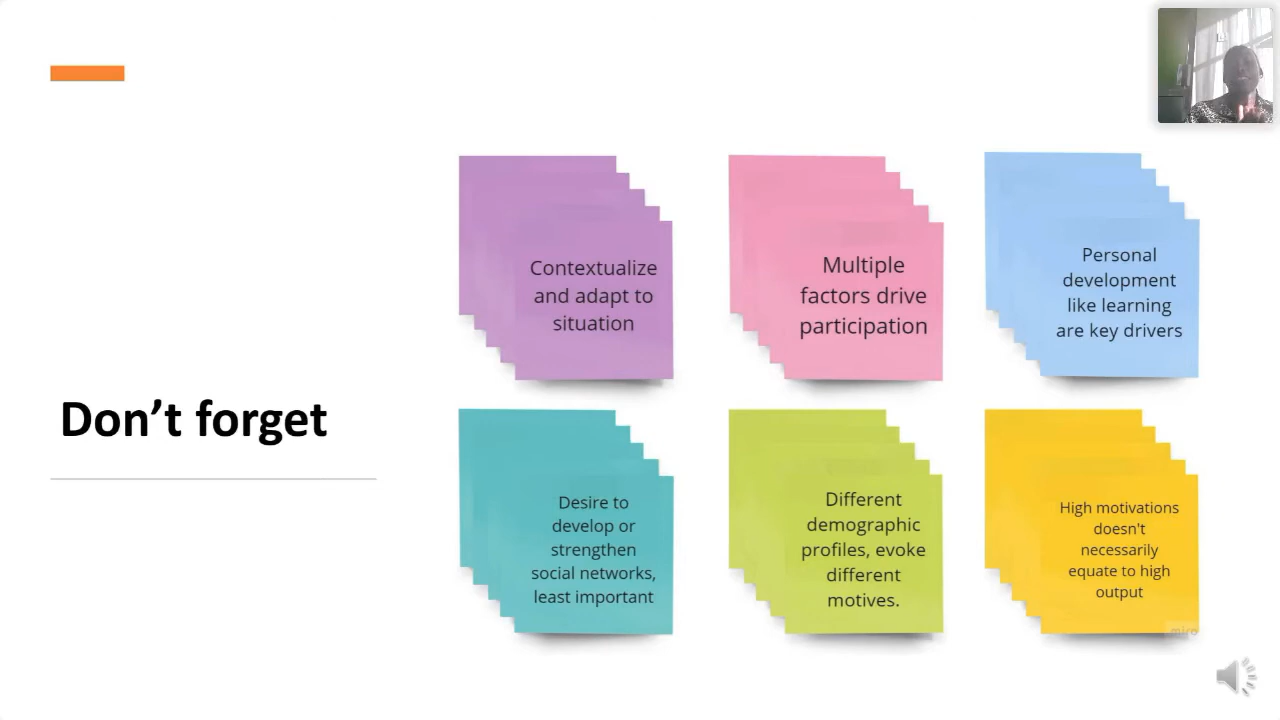 Don't forget
Contextualize
and adapt to
situation
Multiple
factors drive
participation
Personal
development
like learning
are key drivers
Desire to
develop or
strengthen
social networks,
least important
Different
demographic
profiles, evoke
different
motives.
High motivations
doesn't
necessarily
equate to high
output
miro